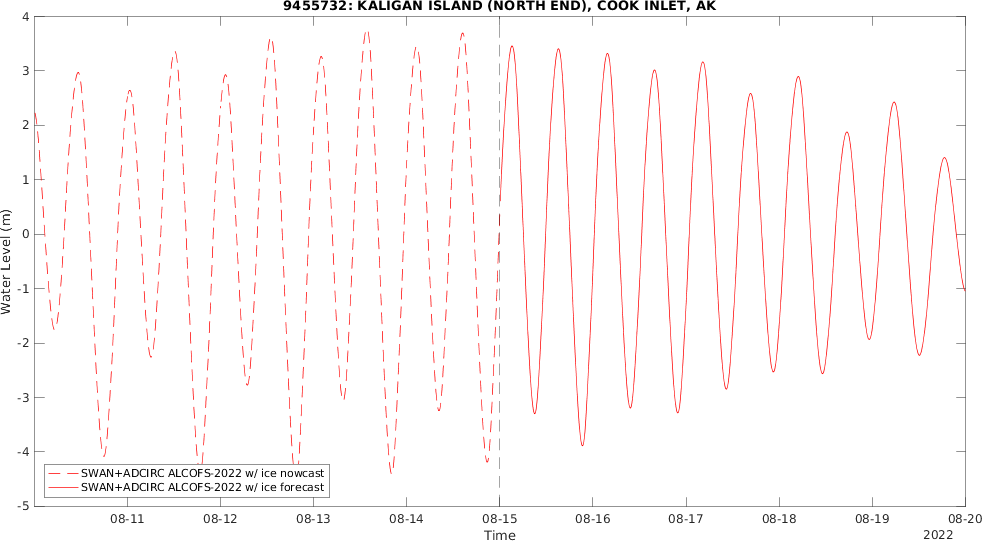 9455732: KALIGAN ISLAND (NORTH END), COOK INLET, AK
4
3
2
1
0
-1
-2
-3
-4
-5
Water Level (m)
SWAN+ADCIRC ALCOFS-2022 w/ ice nowcast
SWAN+ADCIRC ALCOFS-2022 w/ ice forecast
08-11 08-12 08-13 08-14 08-15 08-16 08-17 08-18 08-19 08-20
Time
2022